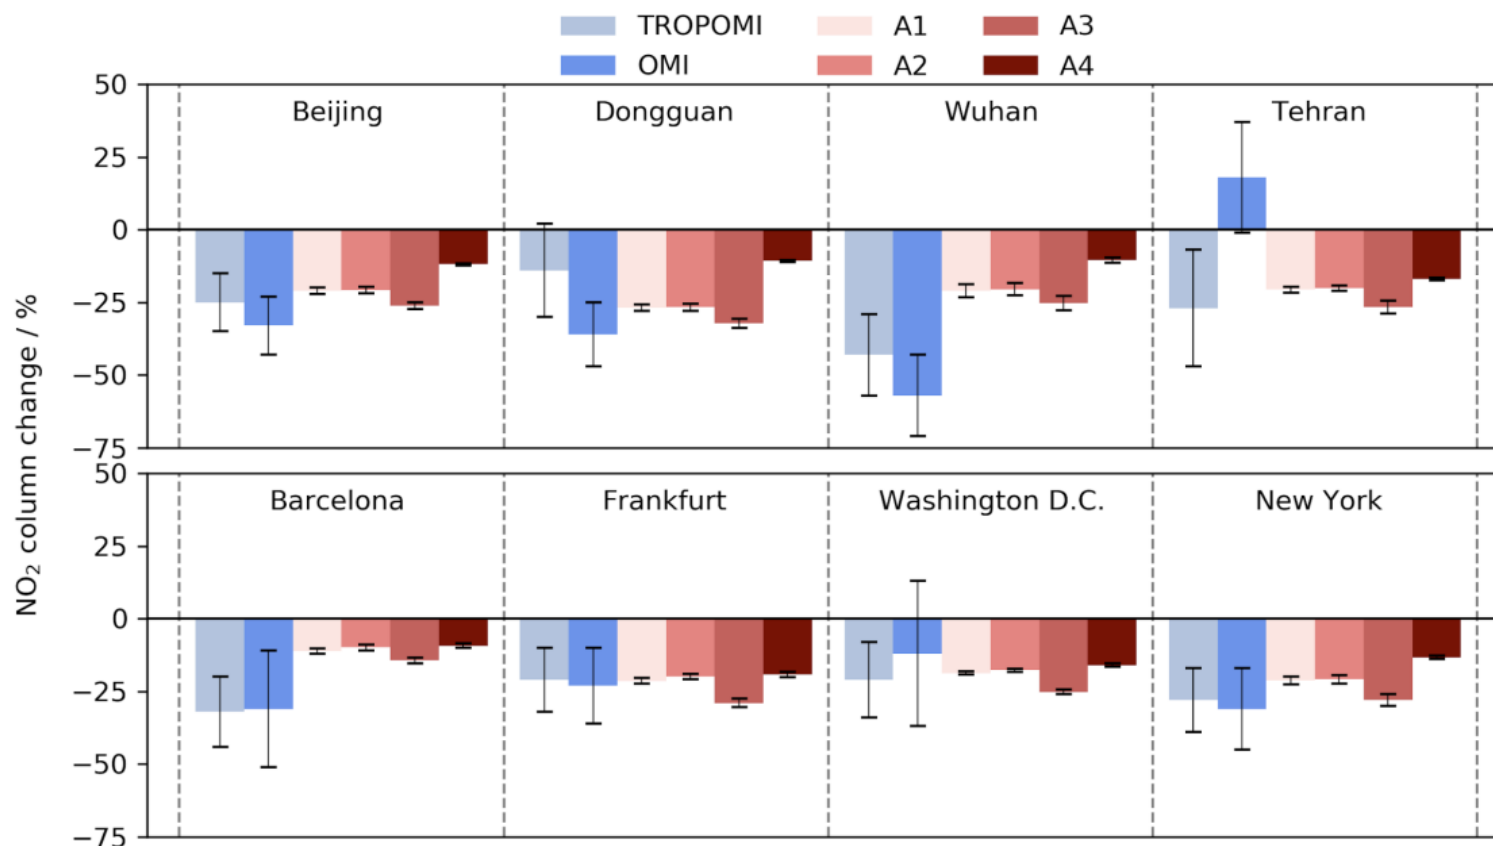 TROPOMI A1 A3
OMI A2 A4
NO₂ column change / %
50
25
0
−25
−50
−75
Beijing Dongguan Wuhan Tehran
50
25
0
−25
−50
−75
Barcelona Frankfurt Washington D.C. New York